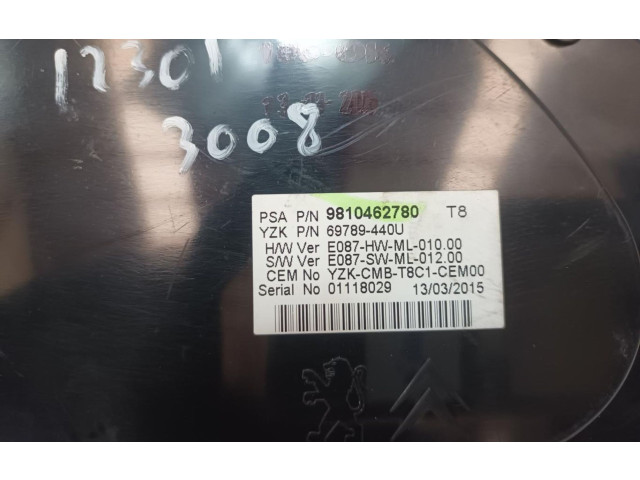 12301
3008
PSA P/N 9810462780 T8
YZK P/N 69789-440U
H/W Ver E087-HW-ML-010.00
S/W Ver E087-SW-ML-012.00
CEM No YZK-CMB-T8C1-CEM00
Serial No 01118029 13/03/2015